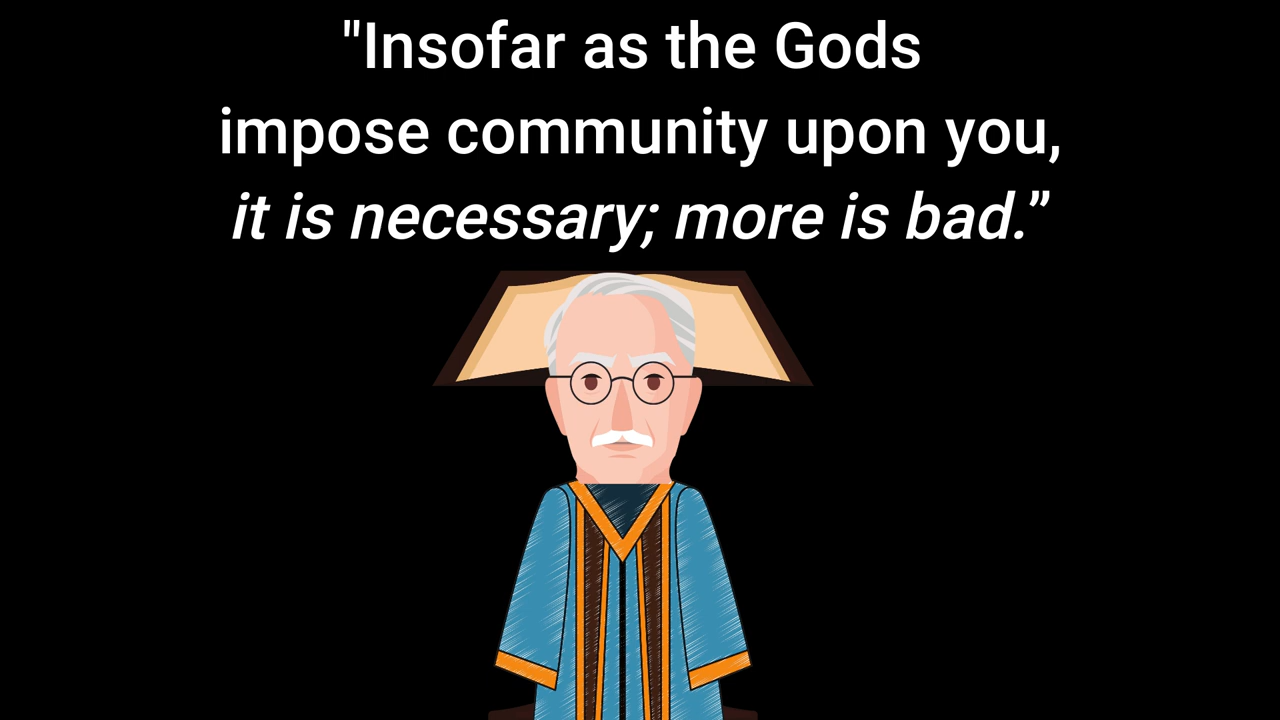 "Insofar as the Gods
impose community upon you,
it is necessary; more is bad.”